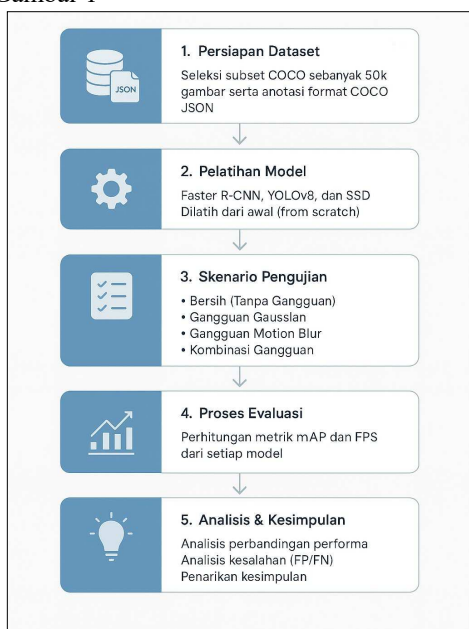 Gambar 1
1. Persiapan Dataset
Seleksi subset COCO sebanyak 50k
gambar serta anotasi format COCO
JSON
JSON
2. Pelatihan Model
Faster R-CNN, YOLOv8, dan SSD
Dilatih dari awal (from scratch)
3. Skenario Pengujian
• Bersih (Tanpa Gangguan)
• Gangguan Gausslan
• Gangguan Motion Blur
• Kombinasi Gangguan
4. Proses Evaluasi
Perhitungan metrik mAP dan FPS
dari setiap model
5. Analisis & Kesimpulan
Analisis perbandingan performa
Analisis kesalahan (FP/FN)
Penarikan kesimpulan